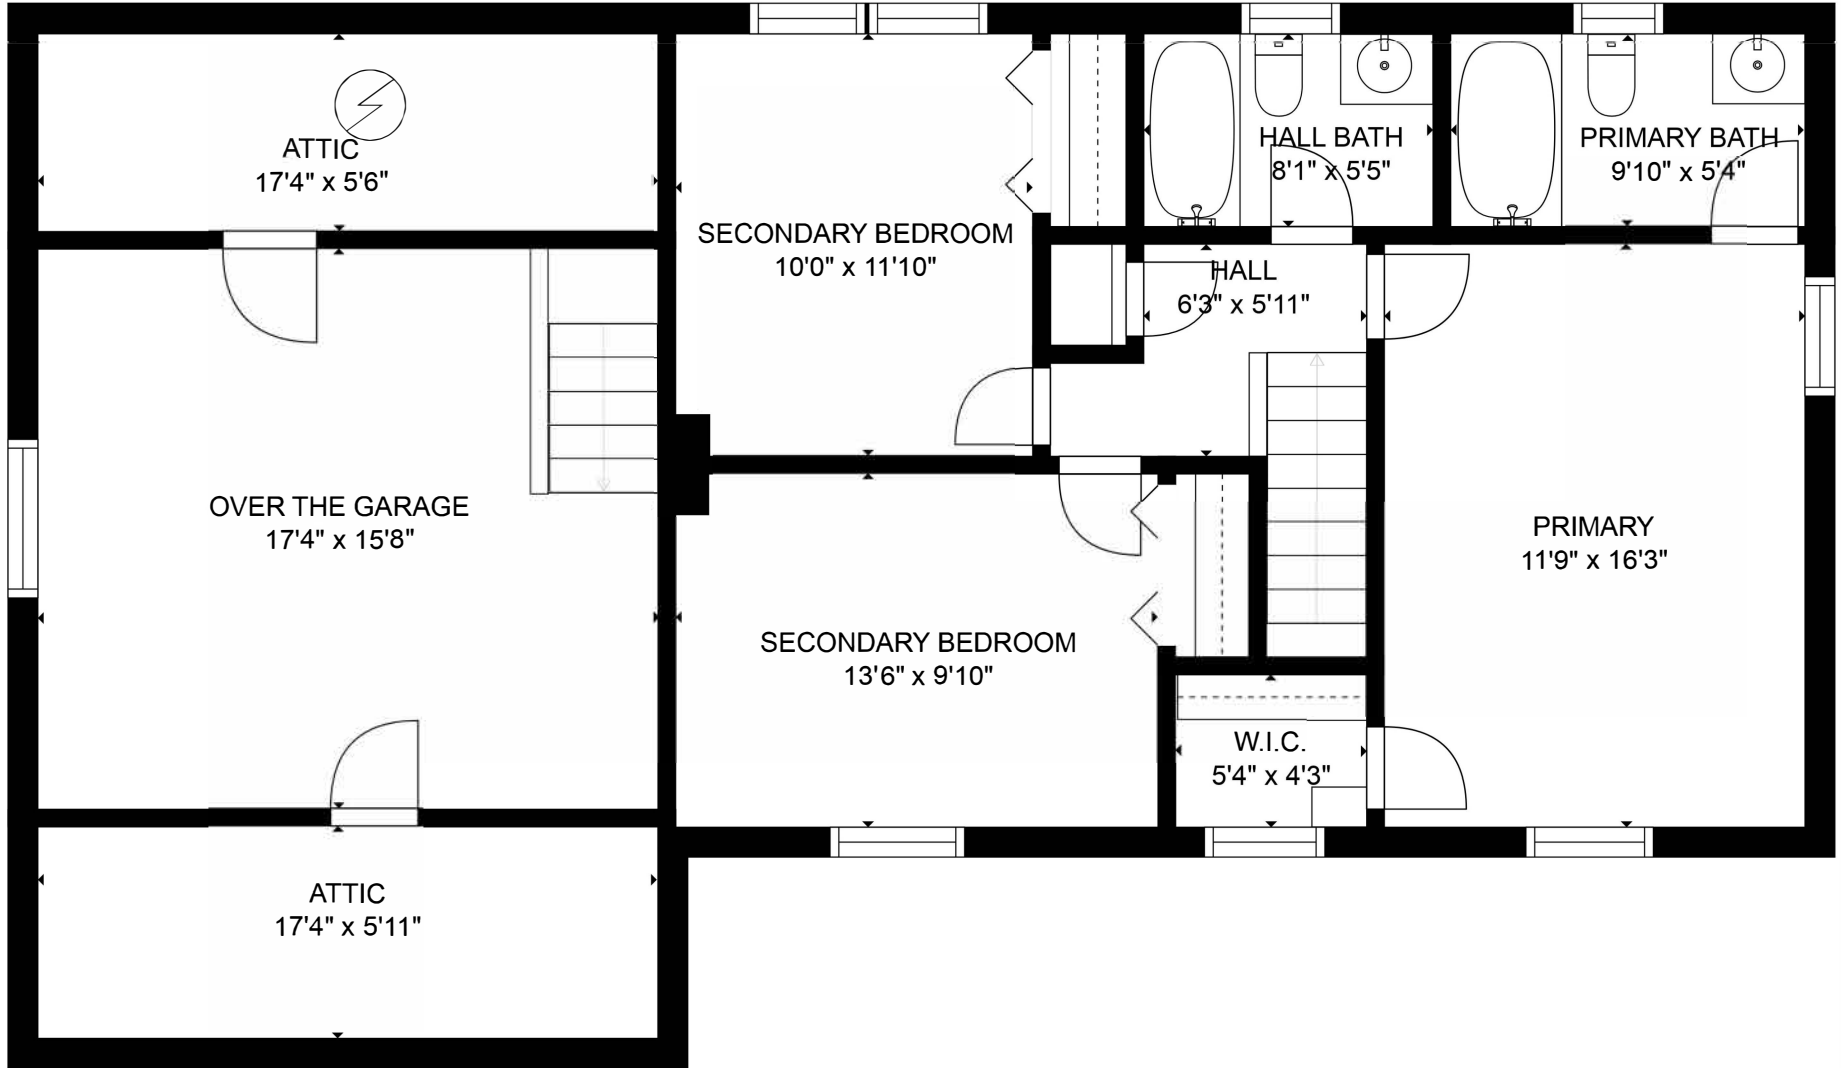 ATTIC
17'4" x 5'6"
SECONDARY BEDROOM
10'0" x 11'10"
HALL BATH
8'1" x 5'5"
PRIMARY BATH
9'10" x 5'4"
HALL
6'3" x 5'11"
OVER THE GARAGE
17'4" x 15'8"
PRIMARY
11'9" x 16'3"
SECONDARY BEDROOM
13'6" x 9'10"
W.I.C.
5'4" x 4'3"
ATTIC
17'4" x 5'11"